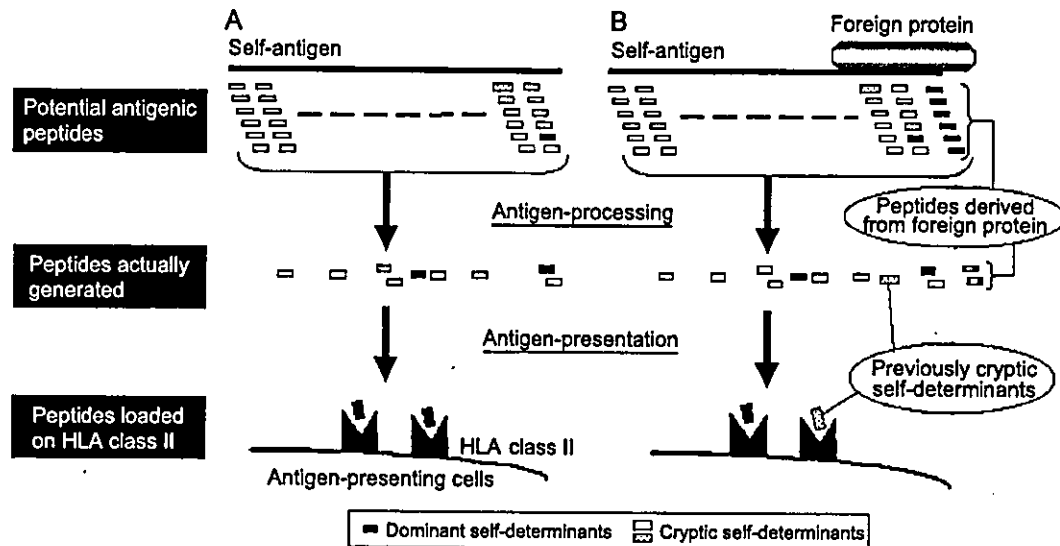 A
B
Foreign protein
Self-antigen
Self-antigen
Potential antigenic
peptides
Antigen-processing
Peptides derived
from foreign protein
Peptides actually
generated
Antigen-presentation
Previously cryptic
self-determinants
Peptides loaded
on HLA class II
HLA class II
Antigen-presenting cells
Dominant self-determinants
Cryptic self-determinants